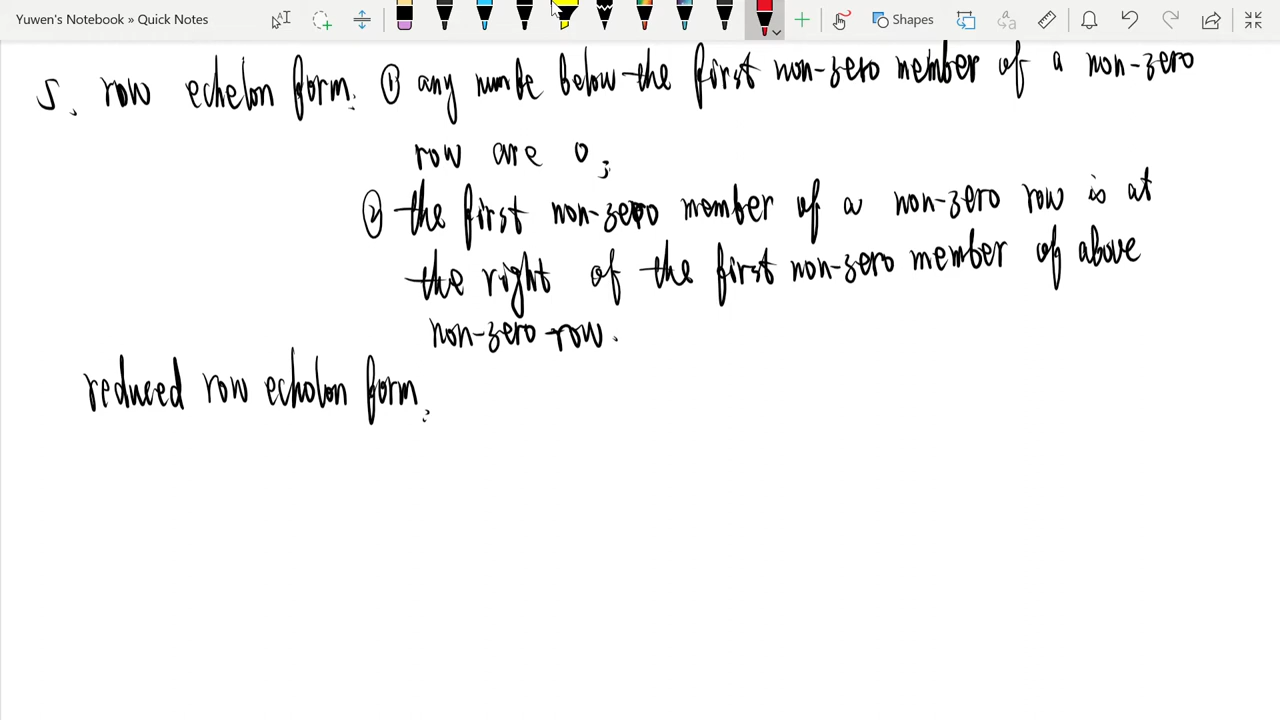 Yuwen's Notebook » Quick Notes
Shapes
5. row echelon form: ① any numbe below the first non-zero member of a non-zero
row are 0;
② the first non-zero member of a non-zero row is at
the right of the first non-zero member of above
non-zero row.
reduced row echelon form: